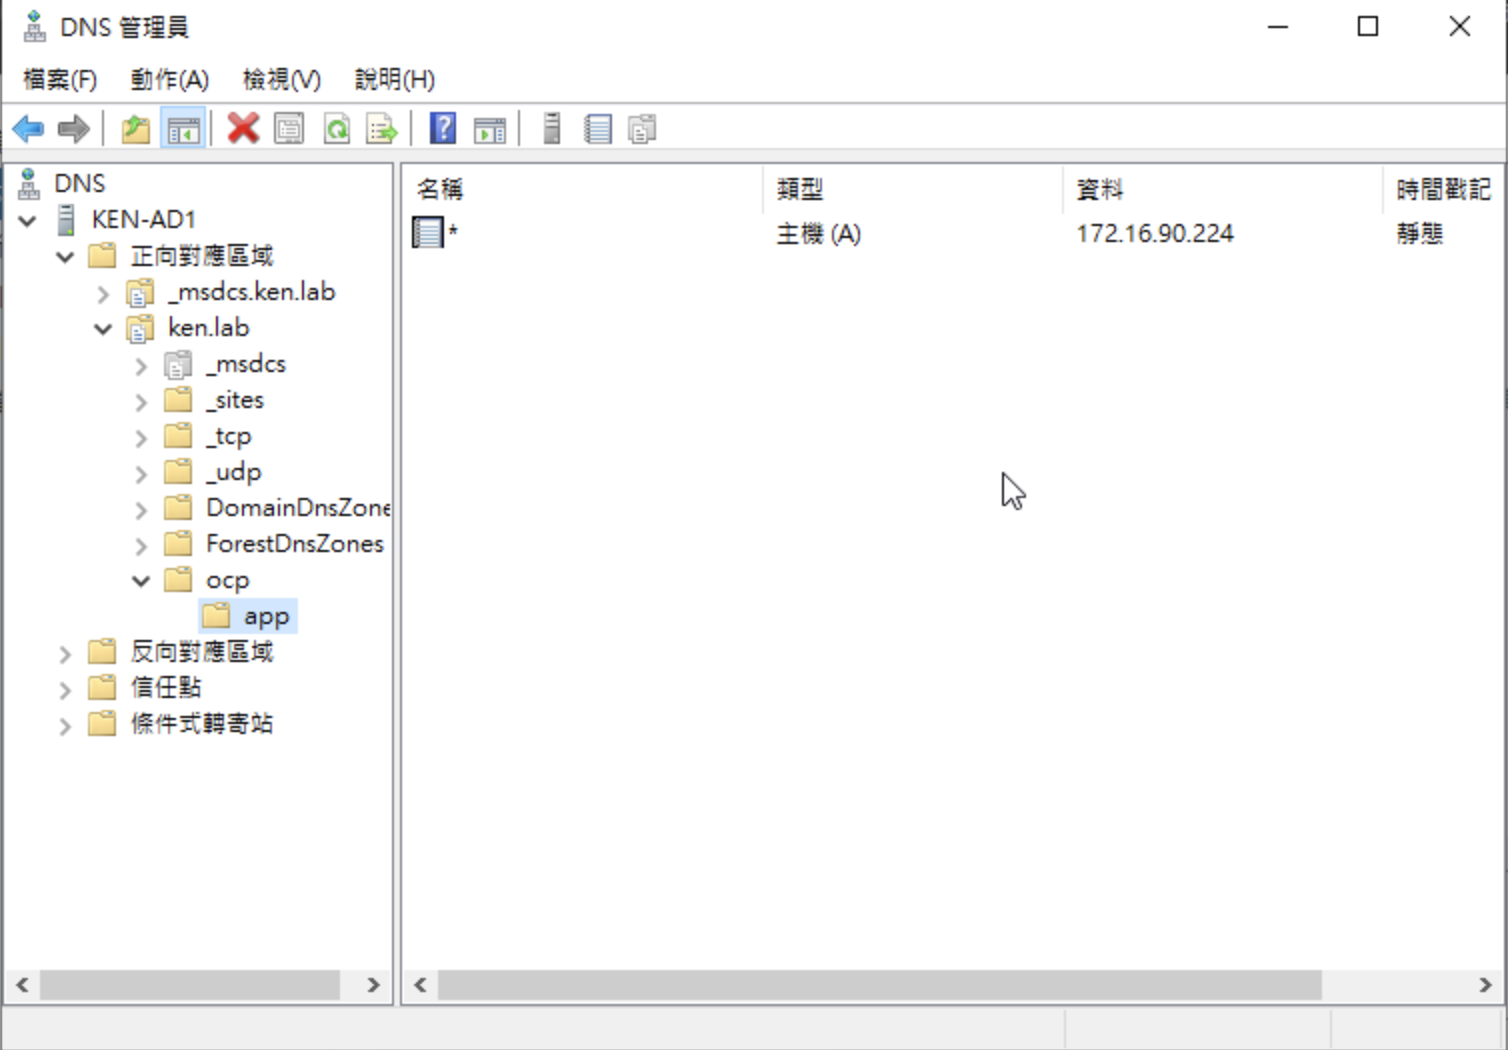 DNS 管理員
檔案(F) 動作(A) 檢視(V) 說明(H)
DNS
KEN-AD1
正向對應區域
_msdcs.ken.lab
ken.lab
_msdcs
_sites
_tcp
_udp
DomainDnsZone
ForestDnsZones
ocp
app
反向對應區域
信任點
條件式轉寄站
名稱 類型 資料 時間戳記
* 主機 (A) 172.16.90.224 靜態